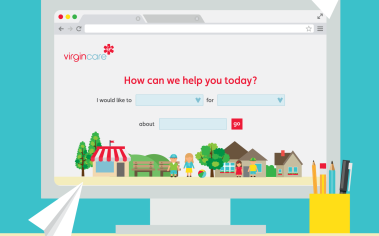 virgincare
How can we help you today?
I would like to for
about go